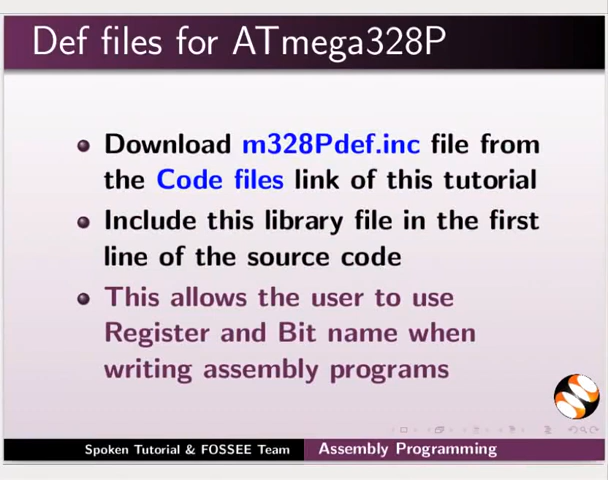 Def files for ATmega328P
Download m328Pdef.inc file from
the Code files link of this tutorial
Include this library file in the first
line of the source code
This allows the user to use
Register and Bit name when
writing assembly programs
Spoken Tutorial & FOSSEE Team Assembly Programming